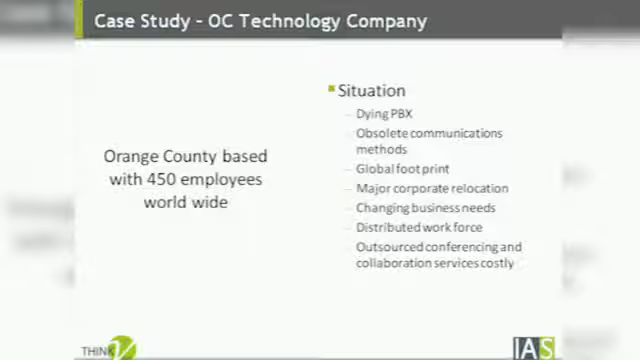 Case Study - OC Technology Company
Orange County based
with 450 employees
world wide
Situation
– Dying PBX
– Obsolete communications
methods
– Global foot print
– Major corporate relocation
– Changing business needs
– Distributed work force
– Outsourced conferencing and
collaboration services costly
THINK
IAS